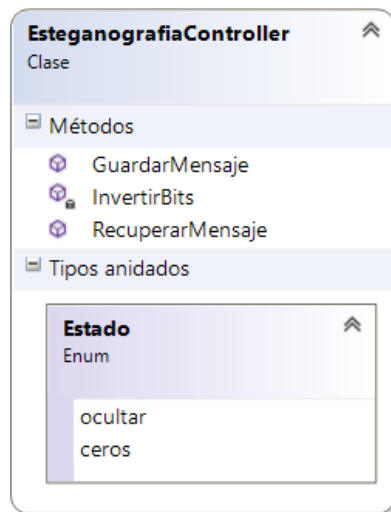 EsteganografiaController
Clase
Métodos
GuardarMensaje
InvertirBits
RecuperarMensaje
Tipos anidados
Estado
Enum
ocultar
ceros